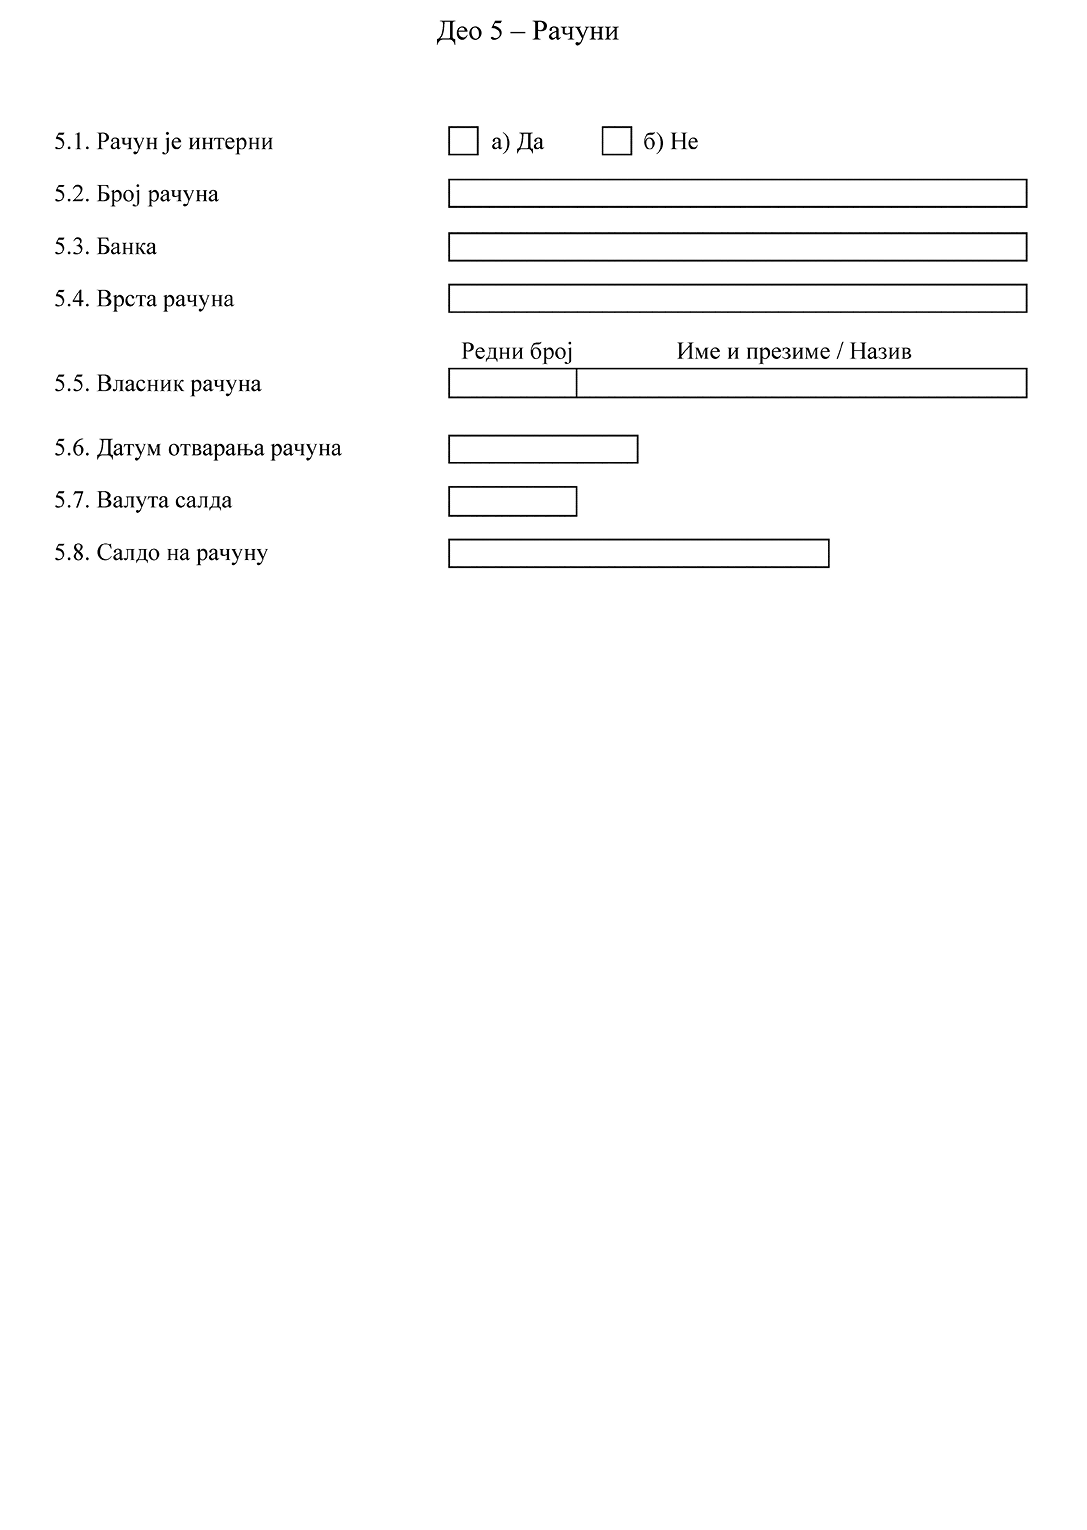 Део 5 – Рачуни
5.1. Рачун је интерни а) Да б) Не
5.2. Број рачуна
5.3. Банка
5.4. Врста рачуна
Редни број Име и презиме / Назив
5.5. Власник рачуна
5.6. Датум отварања рачуна
5.7. Валута салда
5.8. Салдо на рачуну